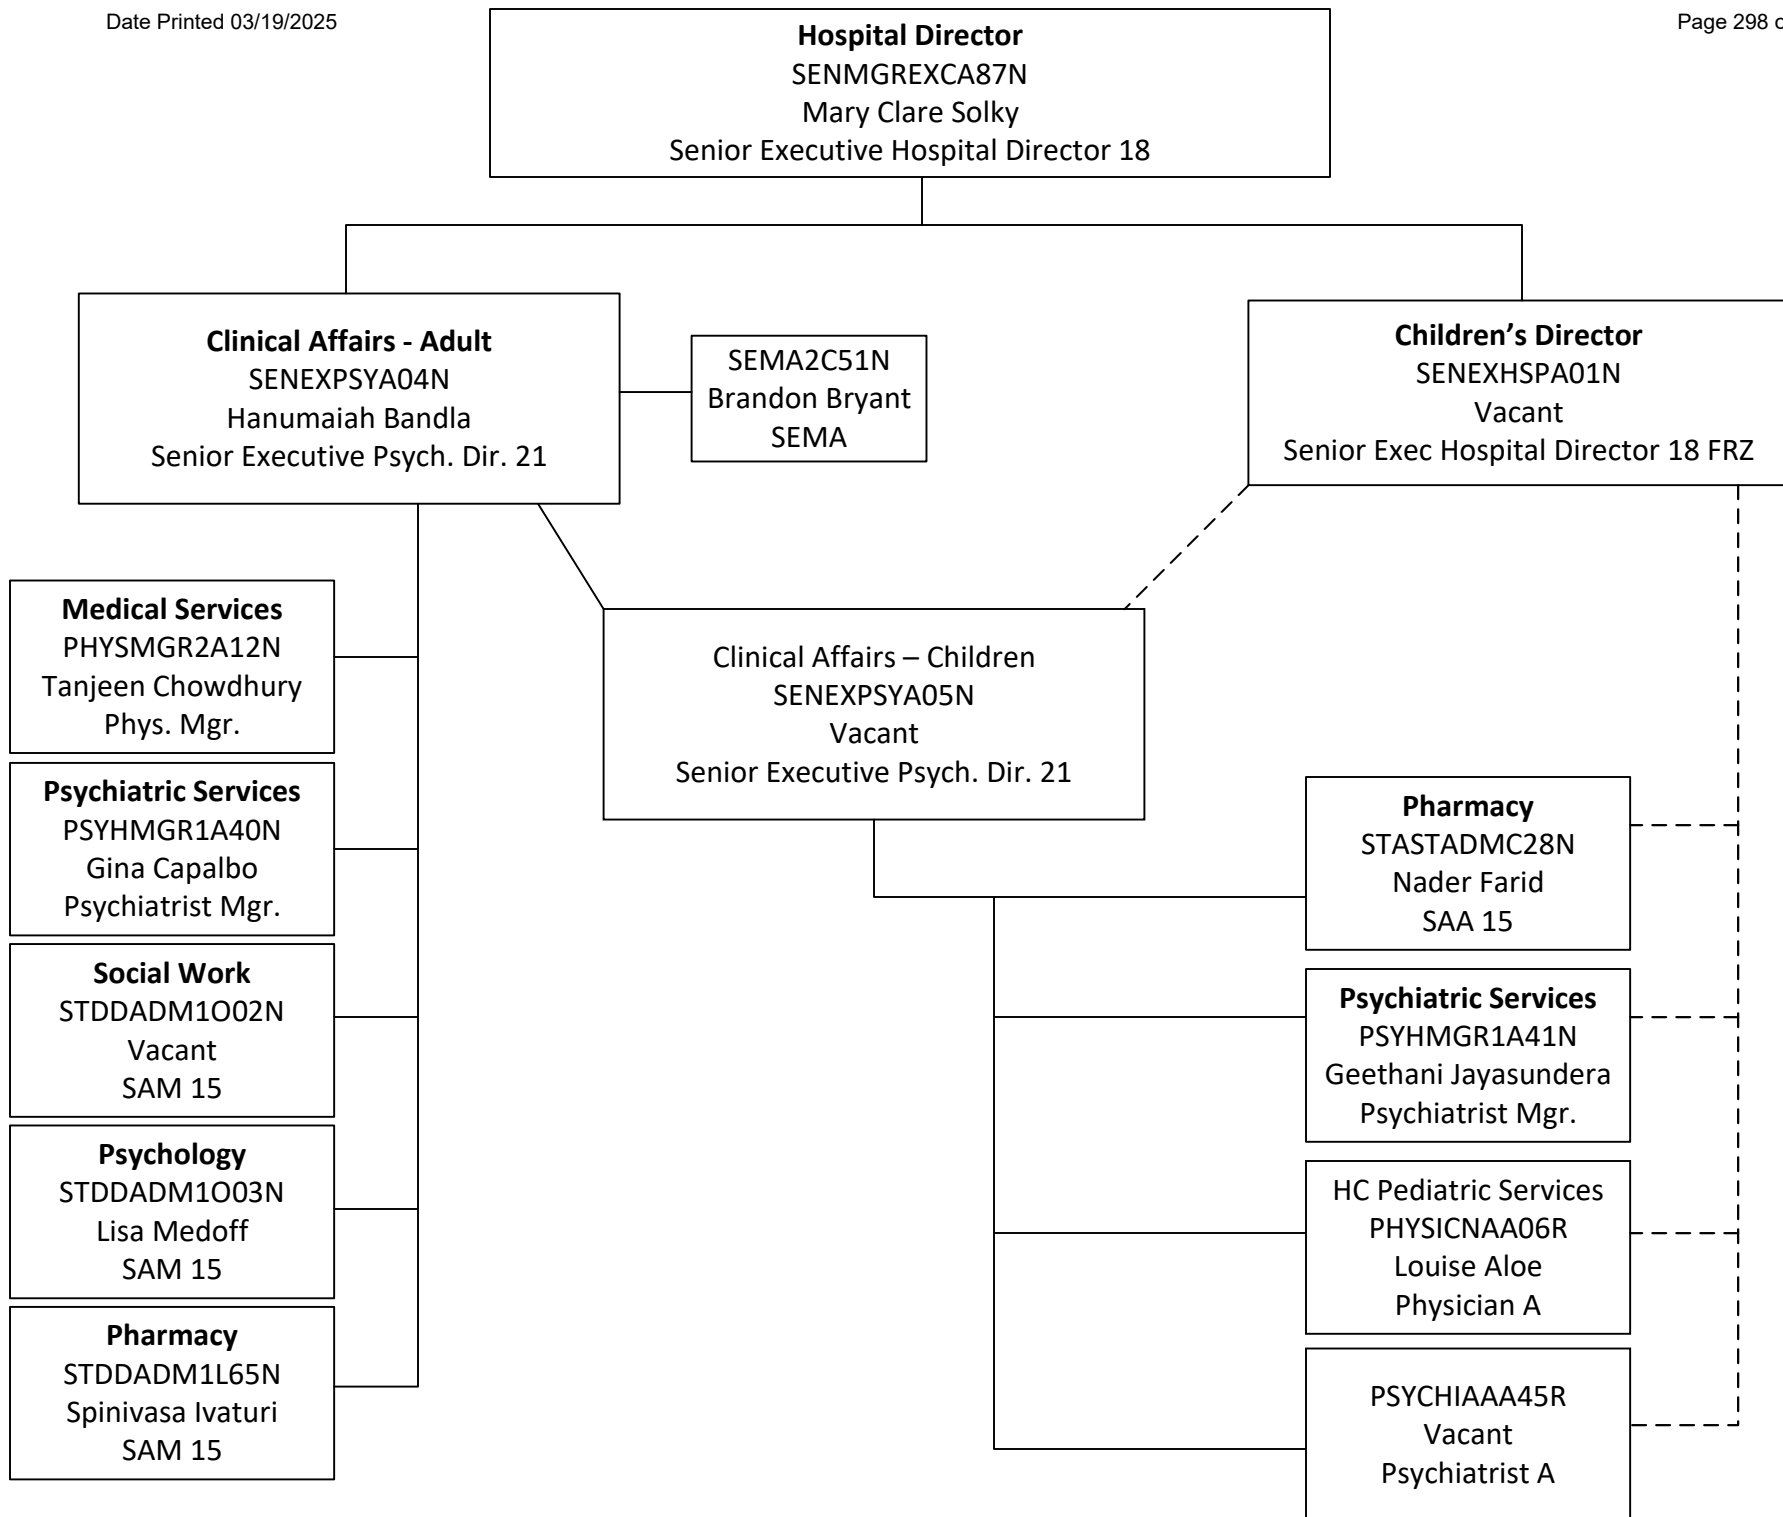 Date Printed 03/19/2025
Page 298 o
Hospital Director
SENMGREXCA87N
Mary Clare Solky
Senior Executive Hospital Director 18
Clinical Affairs - Adult
SENEXPSYA04N
Hanumaiah Bandla
Senior Executive Psych. Dir. 21
SEMA2C51N
Brandon Bryant
SEMA
Children’s Director
SENEXHSPA01N
Vacant
Senior Exec Hospital Director 18 FRZ
Medical Services
PHYSMGR2A12N
Tanjeen Chowdhury
Phys. Mgr.
Clinical Affairs – Children
SENEXPSYA05N
Vacant
Senior Executive Psych. Dir. 21
Psychiatric Services
PSYHMGR1A40N
Gina Capalbo
Psychiatrist Mgr.
Social Work
STDDADM1O02N
Vacant
SAM 15
Psychology
STDDADM1O03N
Lisa Medoff
SAM 15
Pharmacy
STDDADM1L65N
Spinivasa Ivaturi
SAM 15
Pharmacy
STASTADMC28N
Nader Farid
SAA 15
Psychiatric Services
PSYHMGR1A41N
Geethani Jayasundera
Psychiatrist Mgr.
HC Pediatric Services
PHYSICNAA06R
Louise Aloe
Physician A
PSYCHIAAA45R
Vacant
Psychiatrist A